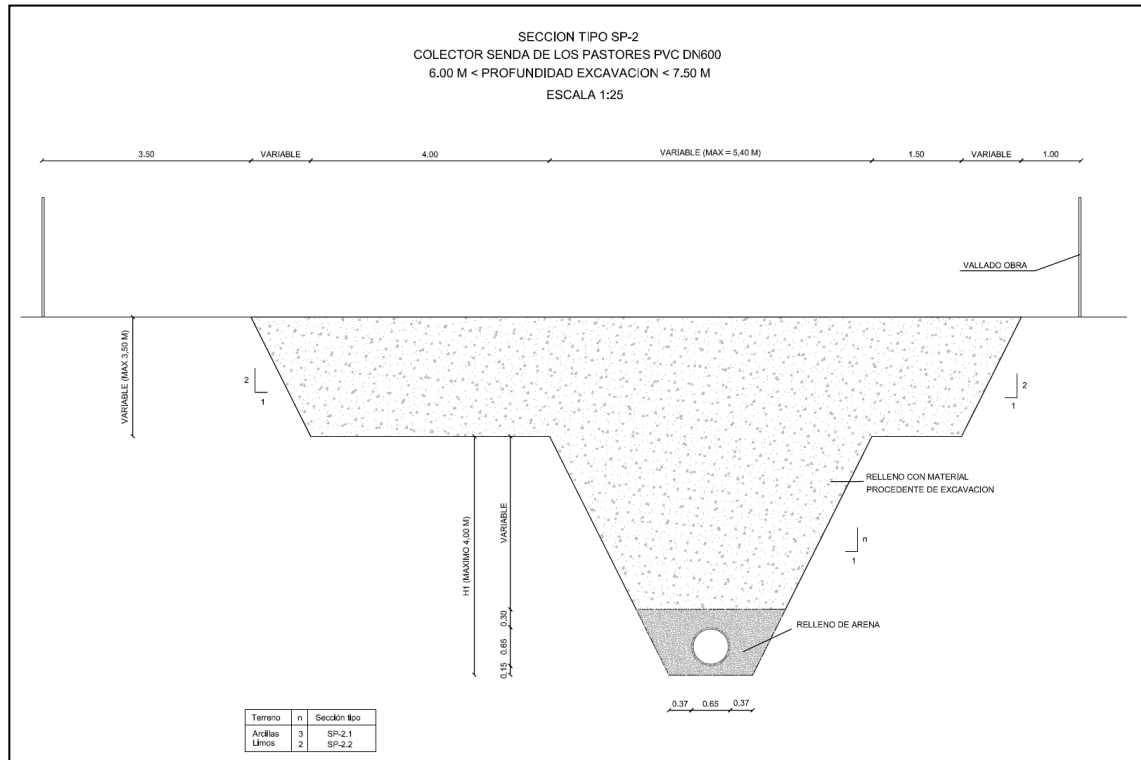 SECCION TIPO SP-2
COLECTOR SENDA DE LOS PASTORES PVC DN600
6.00 M < PROFUNDIDAD EXCAVACION < 7.50 M
ESCALA 1:25
3.50
VARIABLE
4.00
VARIABLE (MAX = 5,40 M)
1.50
VARIABLE
1.00
VALLADO OBRA
VARIABLE (MAX 3,50 M)
2
1
2
1
H1 (MAXIMO 4.00 M)
VARIABLE
RELLENO CON MATERIAL
PROCEDENTE DE EXCAVACION
n
1
0.30
0.65
0.15
RELLENO DE ARENA
0.37 0.65 0.37
Terreno n Sección tipo
Arcillas 3 SP-2.1
Limos 2 SP-2.2